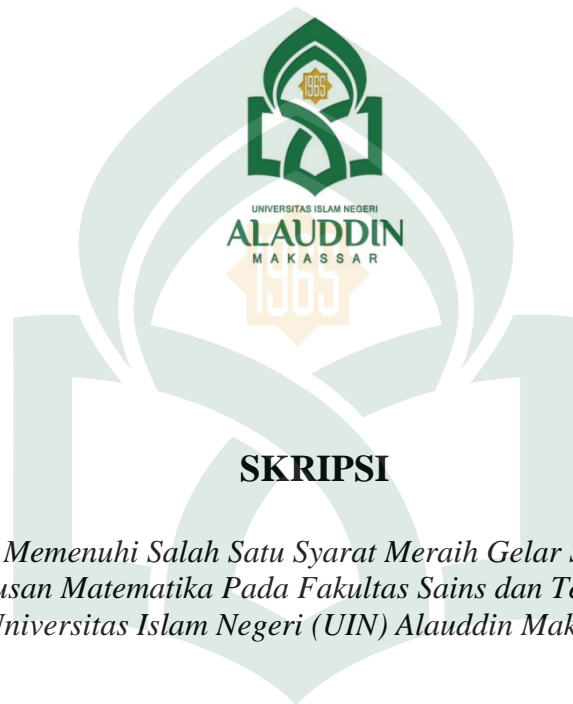 1965
UNIVERSITAS ISLAM NEGERI
ALAUDDIN
MAKASSAR
1965
SKRIPSI
Memenuhi Salah Satu Syarat Meraih Gelar
usan Matematika Pada Fakultas Sains dan
Universitas Islam Negeri (UIN) Alauddin